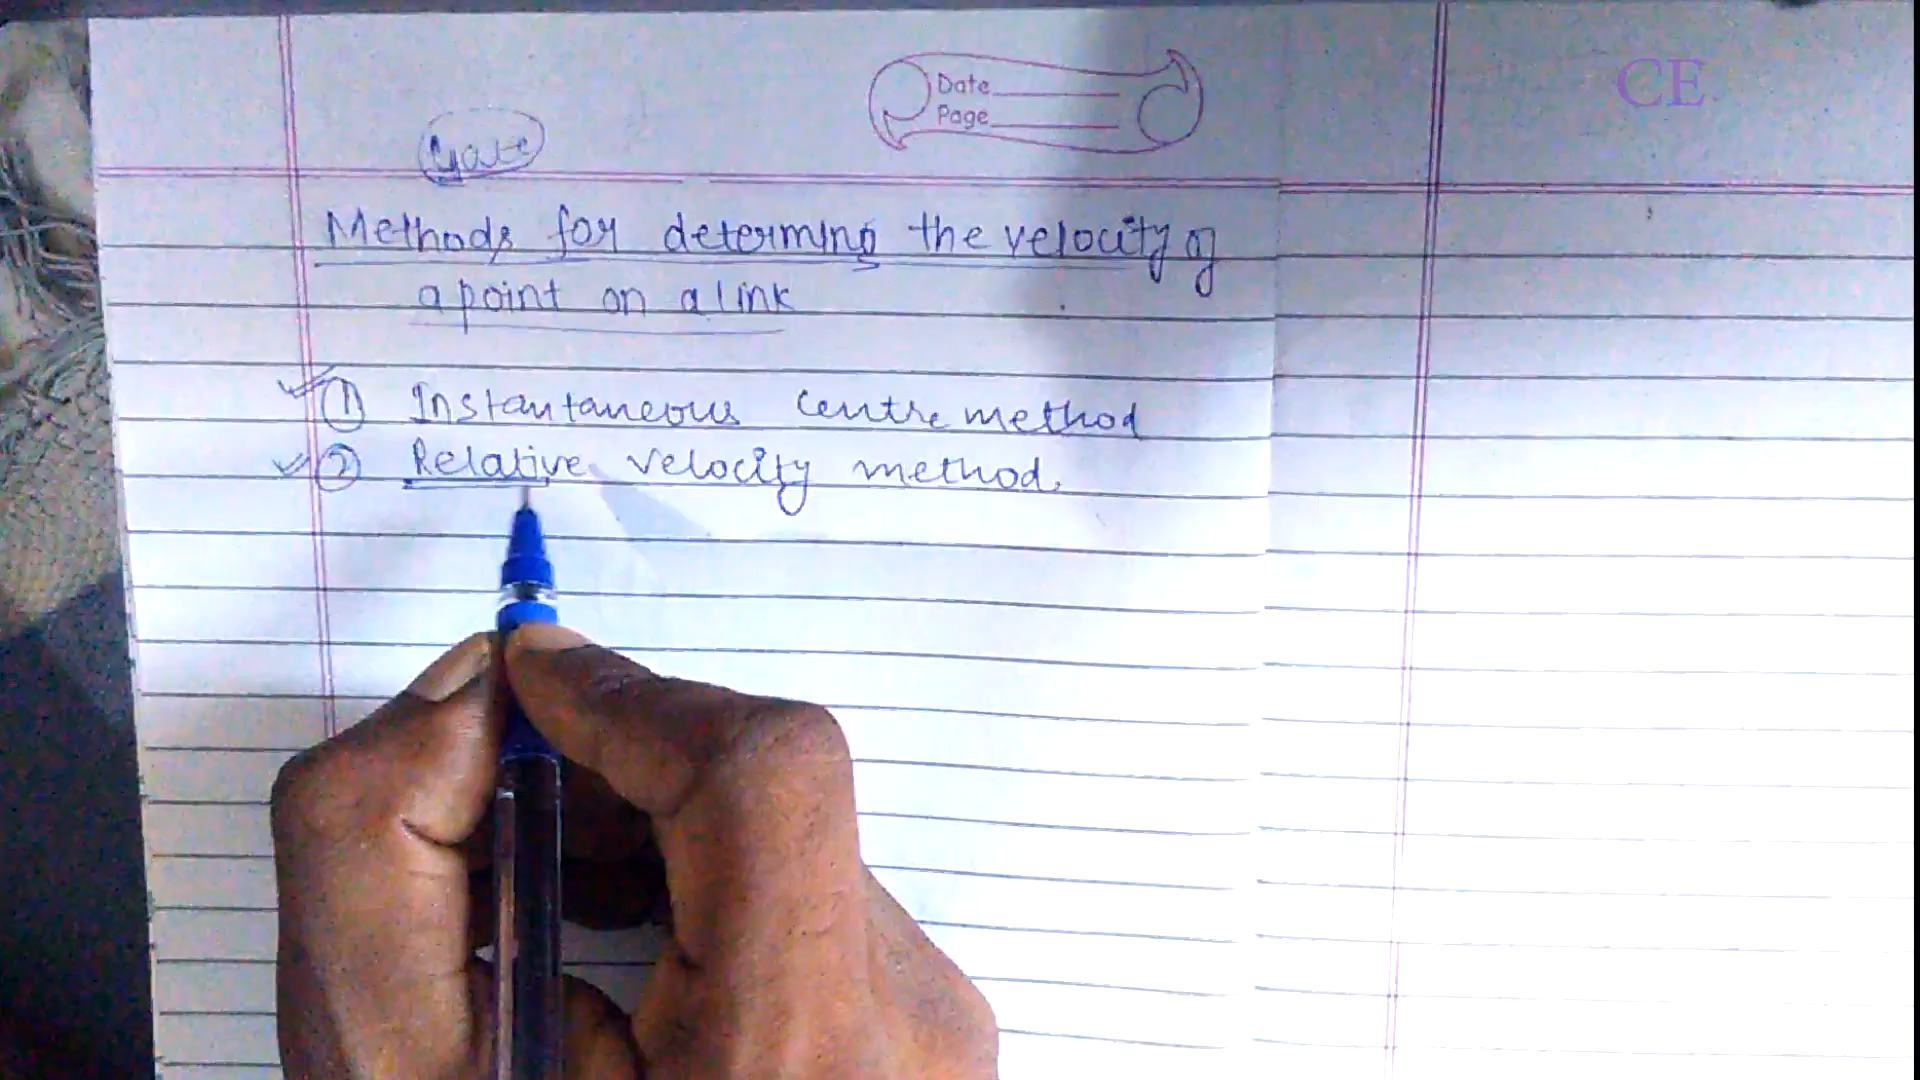 CE
Date
Page
Gate
Methods for determing the velocity of
a point on a link
① Instantaneous centre method
② Relative velocity method.